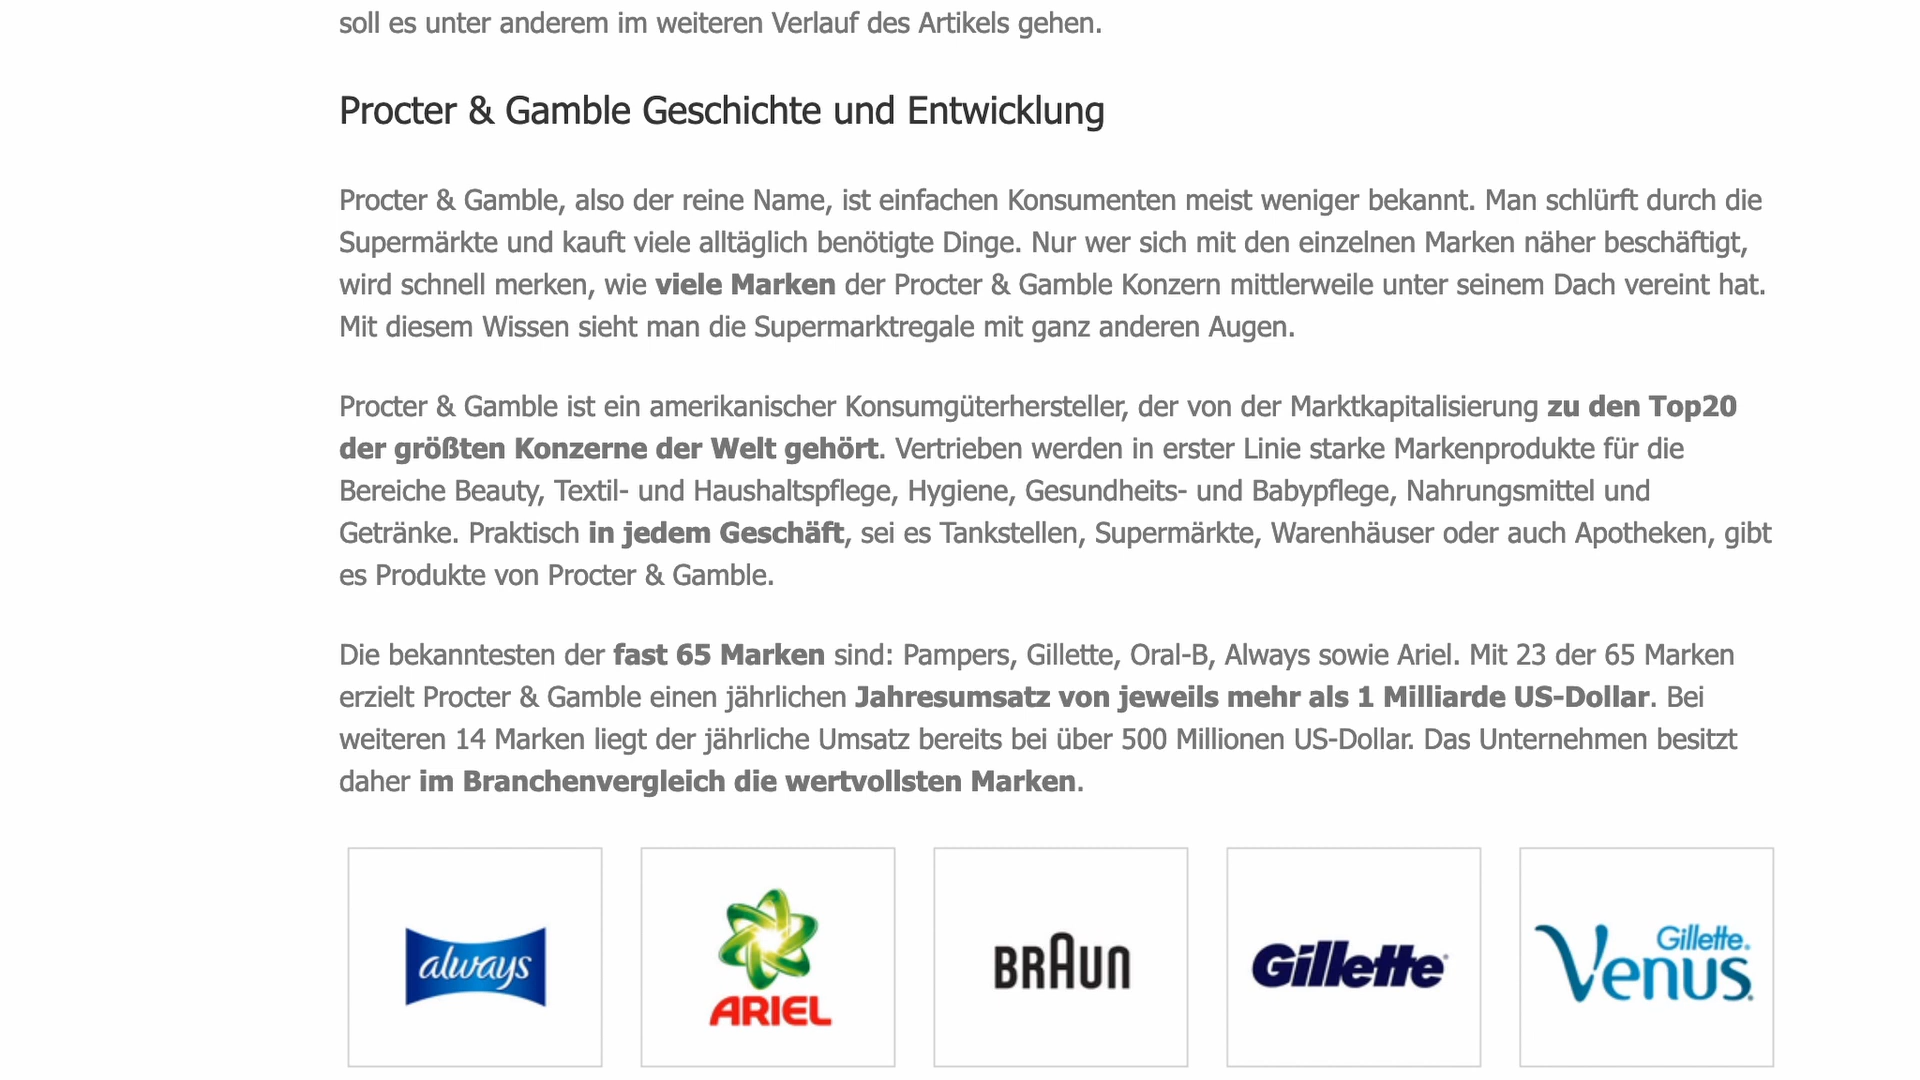 soll es unter anderem im weiteren Verlauf des Artikels gehen.
Procter & Gamble Geschichte und Entwicklung
Procter & Gamble, also der reine Name, ist einfachen Konsumenten meist weniger bekannt. Man schlürft durch die
Supermärkte und kauft viele alltäglich benötigte Dinge. Nur wer sich mit den einzelnen Marken näher beschäftigt,
wird schnell merken, wie viele Marken der Procter & Gamble Konzern mittlerweile unter seinem Dach vereint hat.
Mit diesem Wissen sieht man die Supermarktregale mit ganz anderen Augen.
Procter & Gamble ist ein amerikanischer Konsumgüterhersteller, der von der Marktkapitalisierung zu den Top20
der größten Konzerne der Welt gehört. Vertrieben werden in erster Linie starke Markenprodukte für die
Bereiche Beauty, Textil- und Haushaltspflege, Hygiene, Gesundheits- und Babypflege, Nahrungsmittel und
Getränke. Praktisch in jedem Geschäft, sei es Tankstellen, Supermärkte, Warenhäuser oder auch Apotheken, gibt
es Produkte von Procter & Gamble.
Die bekanntesten der fast 65 Marken sind: Pampers, Gillette, Oral-B, Always sowie Ariel. Mit 23 der 65 Marken
erzielt Procter & Gamble einen jährlichen Jahresumsatz von jeweils mehr als 1 Milliarde US-Dollar. Bei
weiteren 14 Marken liegt der jährliche Umsatz bereits bei über 500 Millionen US-Dollar. Das Unternehmen besitzt
daher im Branchenvergleich die wertvollsten Marken.
always
ARIEL
BRAUN
Gillette
Gillette.
Venus